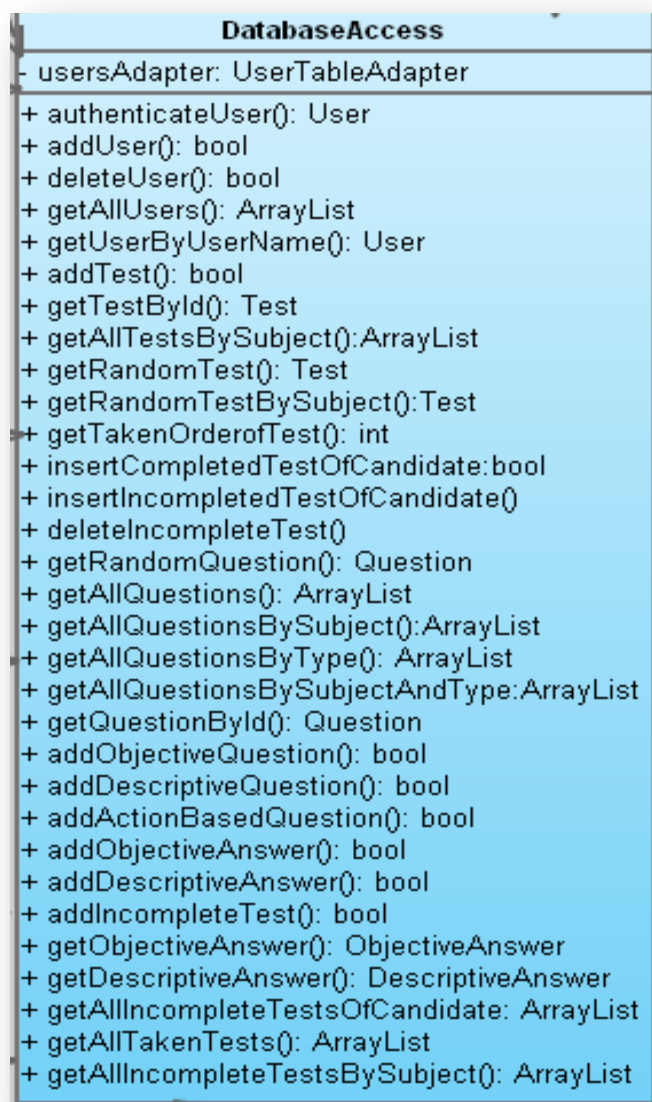 DatabaseAccess
- usersAdapter: UserTableAdapter
+ authenticateUser(): User
+ addUser(): bool
+ deleteUser(): bool
+ getAllUsers(): ArrayList
+ getUserByUserName(): User
+ addTest(): bool
+ getTestById(): Test
+ getAllTestsBySubject():ArrayList
+ getRandomTest(): Test
+ getRandomTestBySubject():Test
+ getTakenOrderofTest(): int
+ insertCompletedTestOfCandidate:bool
+ insertIncompletedTestOfCandidate()
+ deleteIncompleteTest()
+ getRandomQuestion(): Question
+ getAllQuestions(): ArrayList
+ getAllQuestionsBySubject():ArrayList
+ getAllQuestionsByType(): ArrayList
+ getAllQuestionsBySubjectAndType:ArrayList
+ getQuestionById(): Question
+ addObjectiveQuestion(): bool
+ addDescriptiveQuestion(): bool
+ addActionBasedQuestion(): bool
+ addObjectiveAnswer(): bool
+ addDescriptiveAnswer(): bool
+ addIncompleteTest(): bool
+ getObjectiveAnswer(): ObjectiveAnswer
+ getDescriptiveAnswer(): DescriptiveAnswer
+ getAllIncompleteTestsOfCandidate: ArrayList
+ getAllTakenTests(): ArrayList
+ getAllIncompleteTestsBySubject(): ArrayList